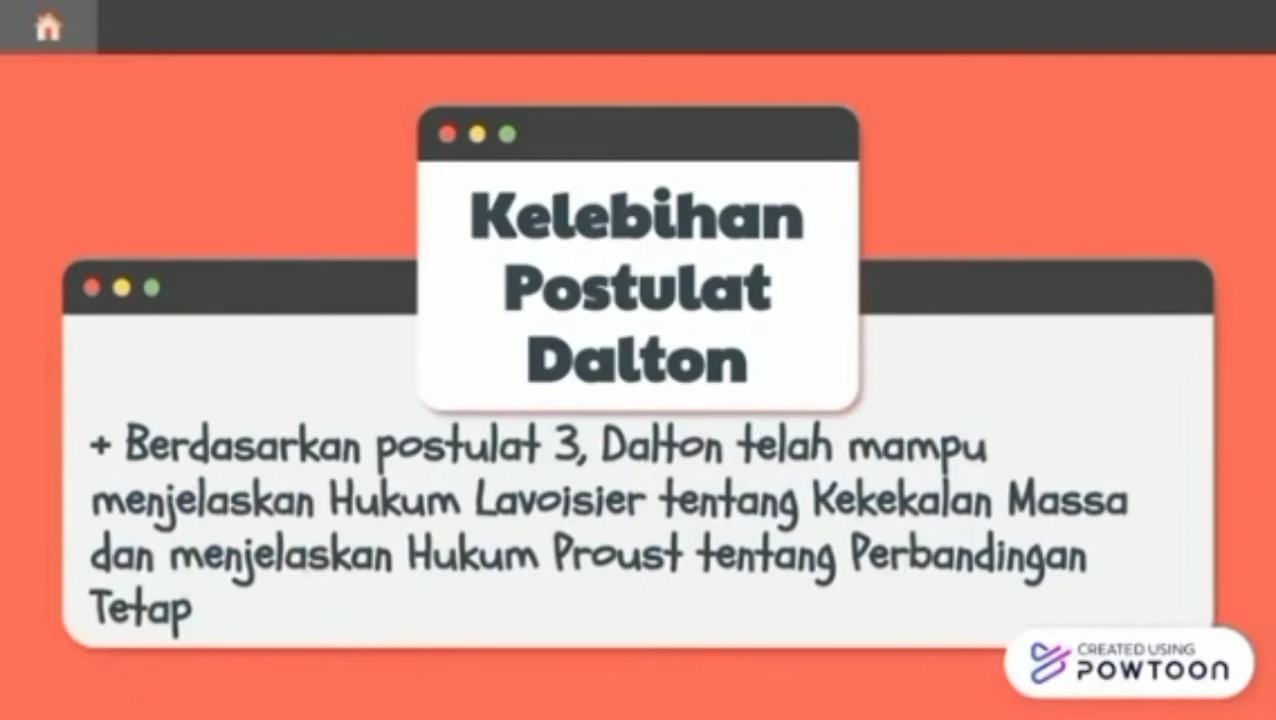 Kelebihan
Postulat
Dalton
+ Berdasarkan postulat 3, Dalton telah mampu
menjelaskan Hukum Lavoisier tentang Kekekalan Massa
dan menjelaskan Hukum Proust tentang Perbandingan
Tetap
CREATED USING
POWTOON